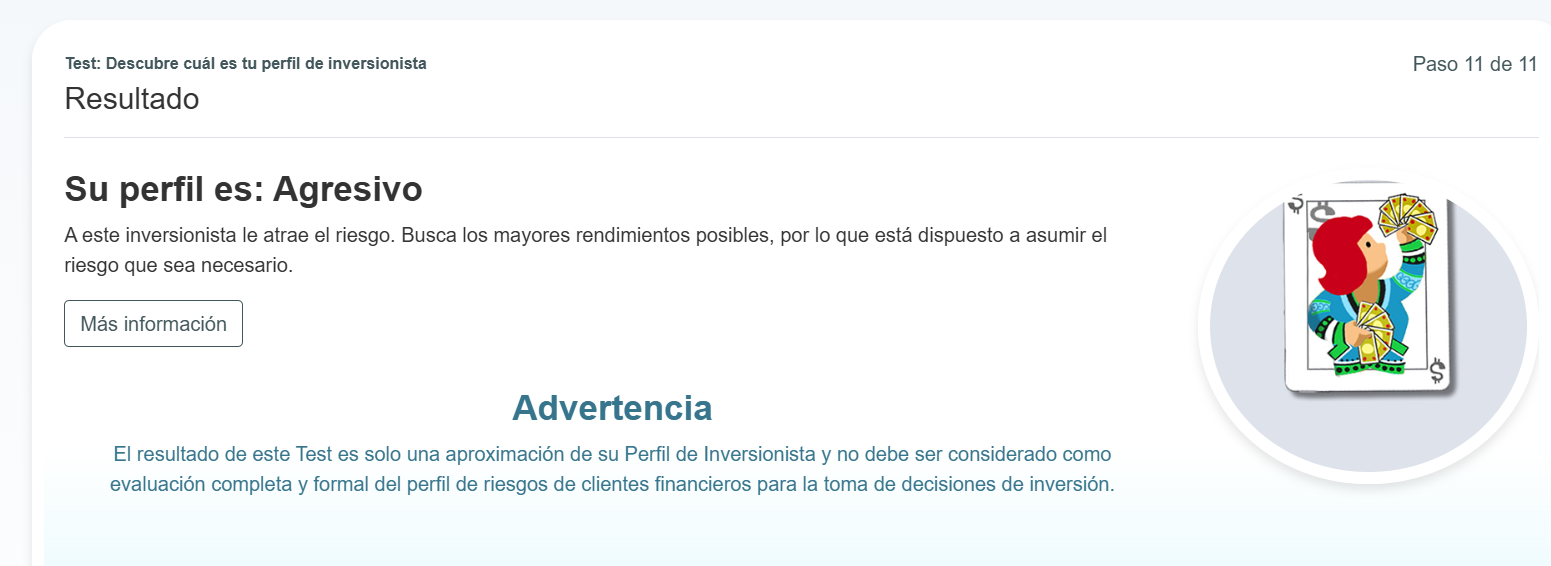 Test: Descubre cuál es tu perfil de inversionista
Paso 11 de 11
Resultado
Su perfil es: Agresivo
A este inversionista le atrae el riesgo. Busca los mayores rendimientos posibles, por lo que está dispuesto a asumir el
riesgo que sea necesario.
Más información
$
$
$
Advertencia
El resultado de este Test es solo una aproximación de su Perfil de Inversionista y no debe ser considerado como
evaluación completa y formal del perfil de riesgos de clientes financieros para la toma de decisiones de inversión.